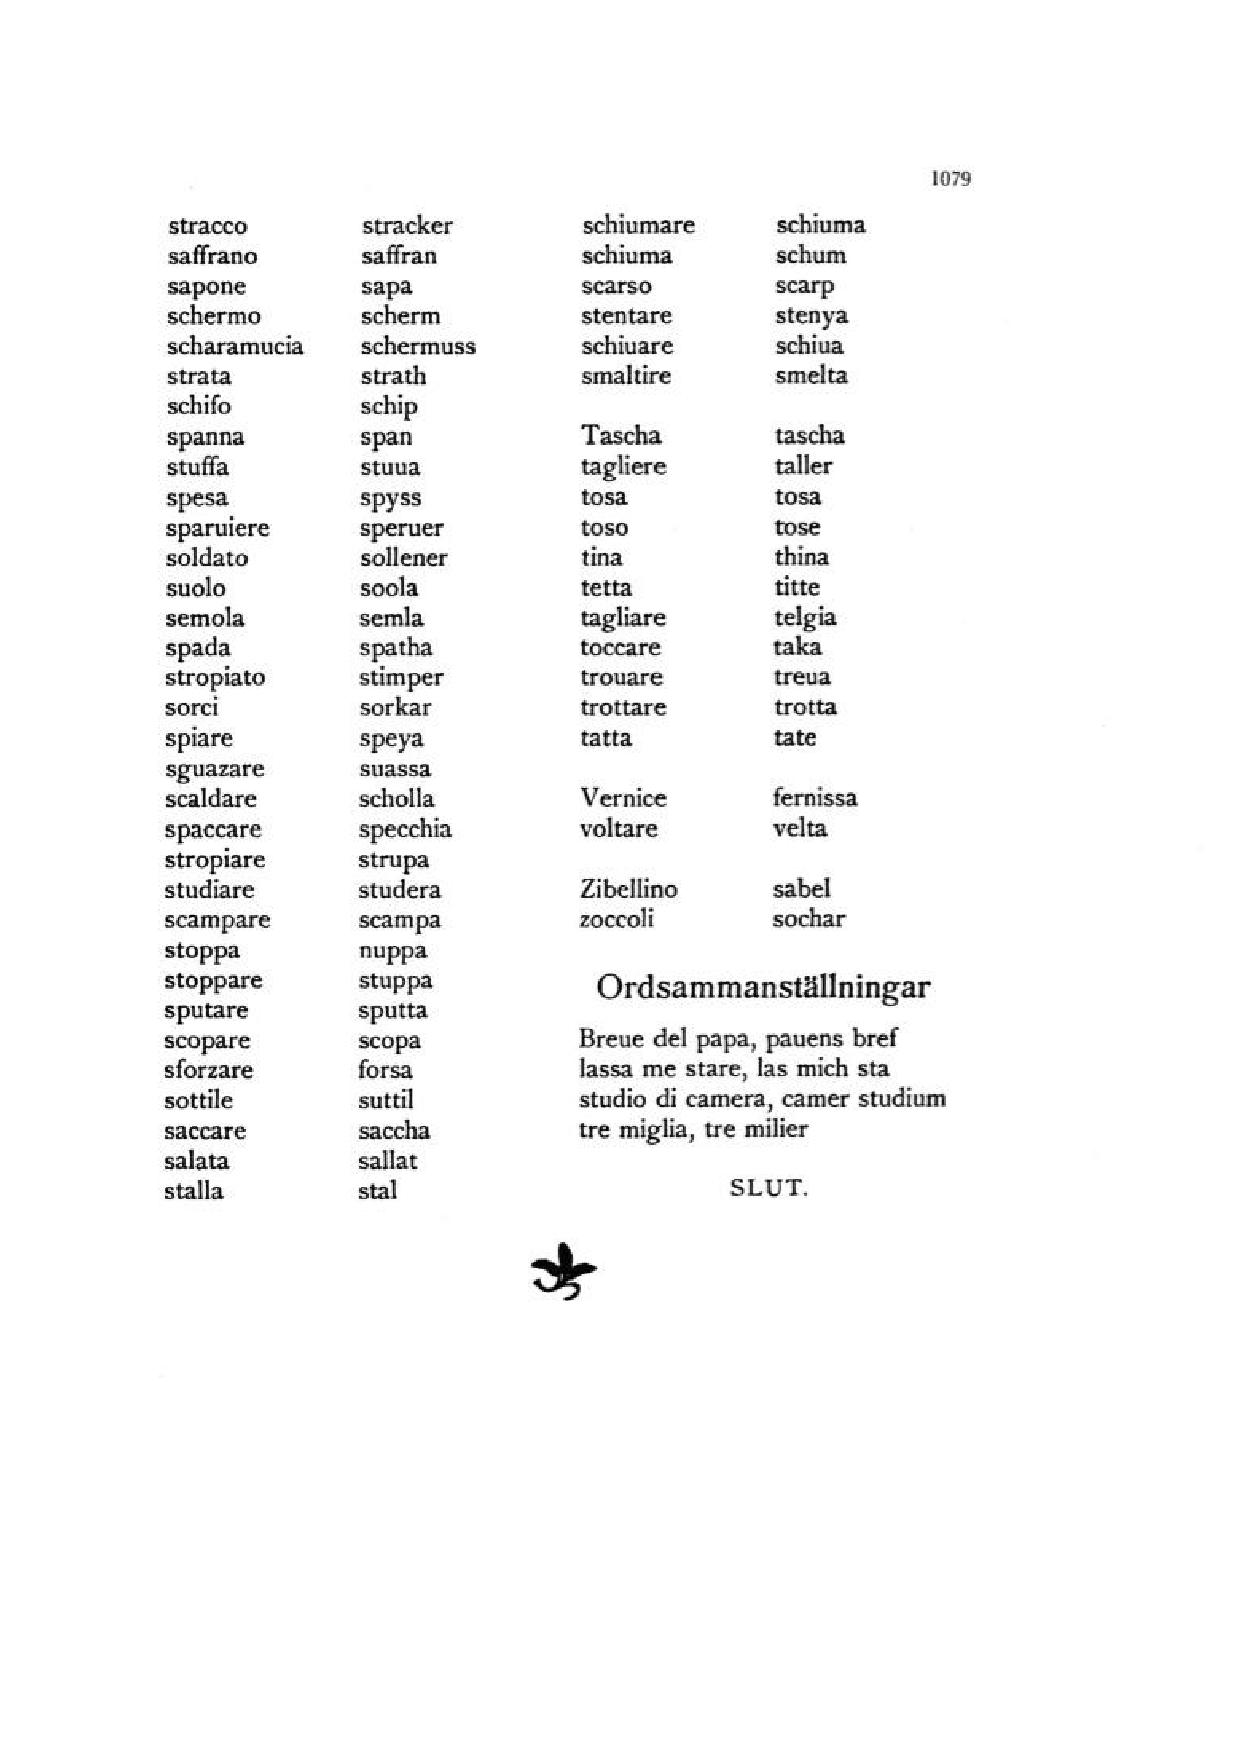 1079
stracco stracker
saffrano saffran
sapone sapa
schermo scherm
scharamucia schermuss
strata strath
schifo schip
spanna span
stuffa stuua
spesa spyss
sparuiere speruer
soldato sollener
suolo soola
semola semla
spada spatha
stropiato stimper
sorci sorkar
spiare speya
sguazare suassa
scaldare scholla
spaccare specchia
stropiare strupa
studiare studera
scampare scampa
stoppa nuppa
stoppare stuppa
sputare sputta
scopare scopa
sforzare forsa
sottile suttil
saccare saccha
salata sallat
stalla stal
schiumare schiuma
schiuma schum
scarso scarp
stentare stenya
schiuare schiua
smaltire smelta
Tascha tascha
tagliere taller
tosa tosa
toso tose
tina thina
tetta titte
tagliare telgia
toccare taka
trouare treua
trottare trotta
tatta tate
Vernice fernissa
voltare velta
Zibellino sabel
zoccoli sochar
Ordsammanställningar
Breue del papa, pauens bref
lassa me stare, las mich sta
studio di camera, camer studium
tre miglia, tre milier
SLUT.